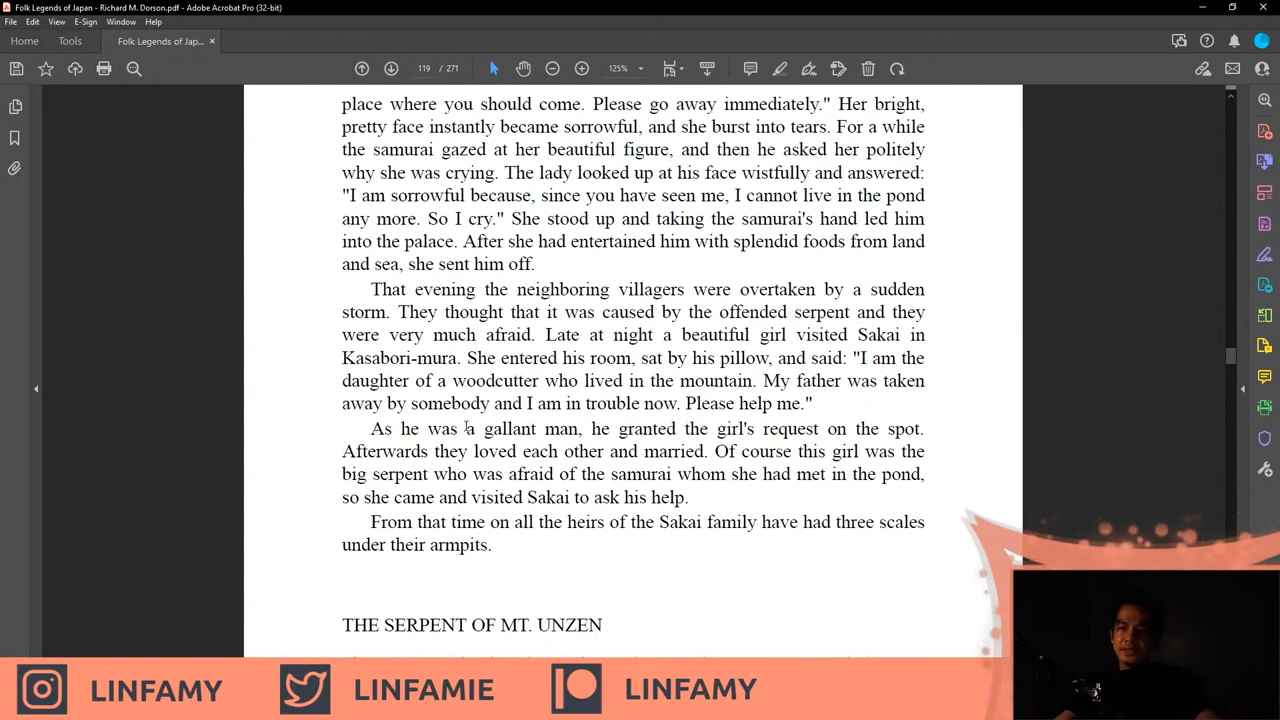 Folk Legends of Japan - Richard M. Dorson.pdf - Adobe Acrobat Pro (32-bit)
File Edit View E-Sign Window Help
Home Tools Folk Legends of Jap... ×
119 / 271 125%
place where you should come. Please go away immediately." Her bright,
pretty face instantly became sorrowful, and she burst into tears. For a while
the samurai gazed at her beautiful figure, and then he asked her politely
why she was crying. The lady looked up at his face wistfully and answered:
"I am sorrowful because, since you have seen me, I cannot live in the pond
any more. So I cry." She stood up and taking the samurai's hand led him
into the palace. After she had entertained him with splendid foods from land
and sea, she sent him off.
That evening the neighboring villagers were overtaken by a sudden
storm. They thought that it was caused by the offended serpent and they
were very much afraid. Late at night a beautiful girl visited Sakai in
Kasabori-mura. She entered his room, sat by his pillow, and said: "I am the
daughter of a woodcutter who lived in the mountain. My father was taken
away by somebody and I am in trouble now. Please help me."
As he was a gallant man, he granted the girl's request on the spot.
Afterwards they loved each other and married. Of course this girl was the
big serpent who was afraid of the samurai whom she had met in the pond,
so she came and visited Sakai to ask his help.
From that time on all the heirs of the Sakai family have had three scales
under their armpits.
THE SERPENT OF MT. UNZEN
LINFAMY LINFAMIE LINFAMY